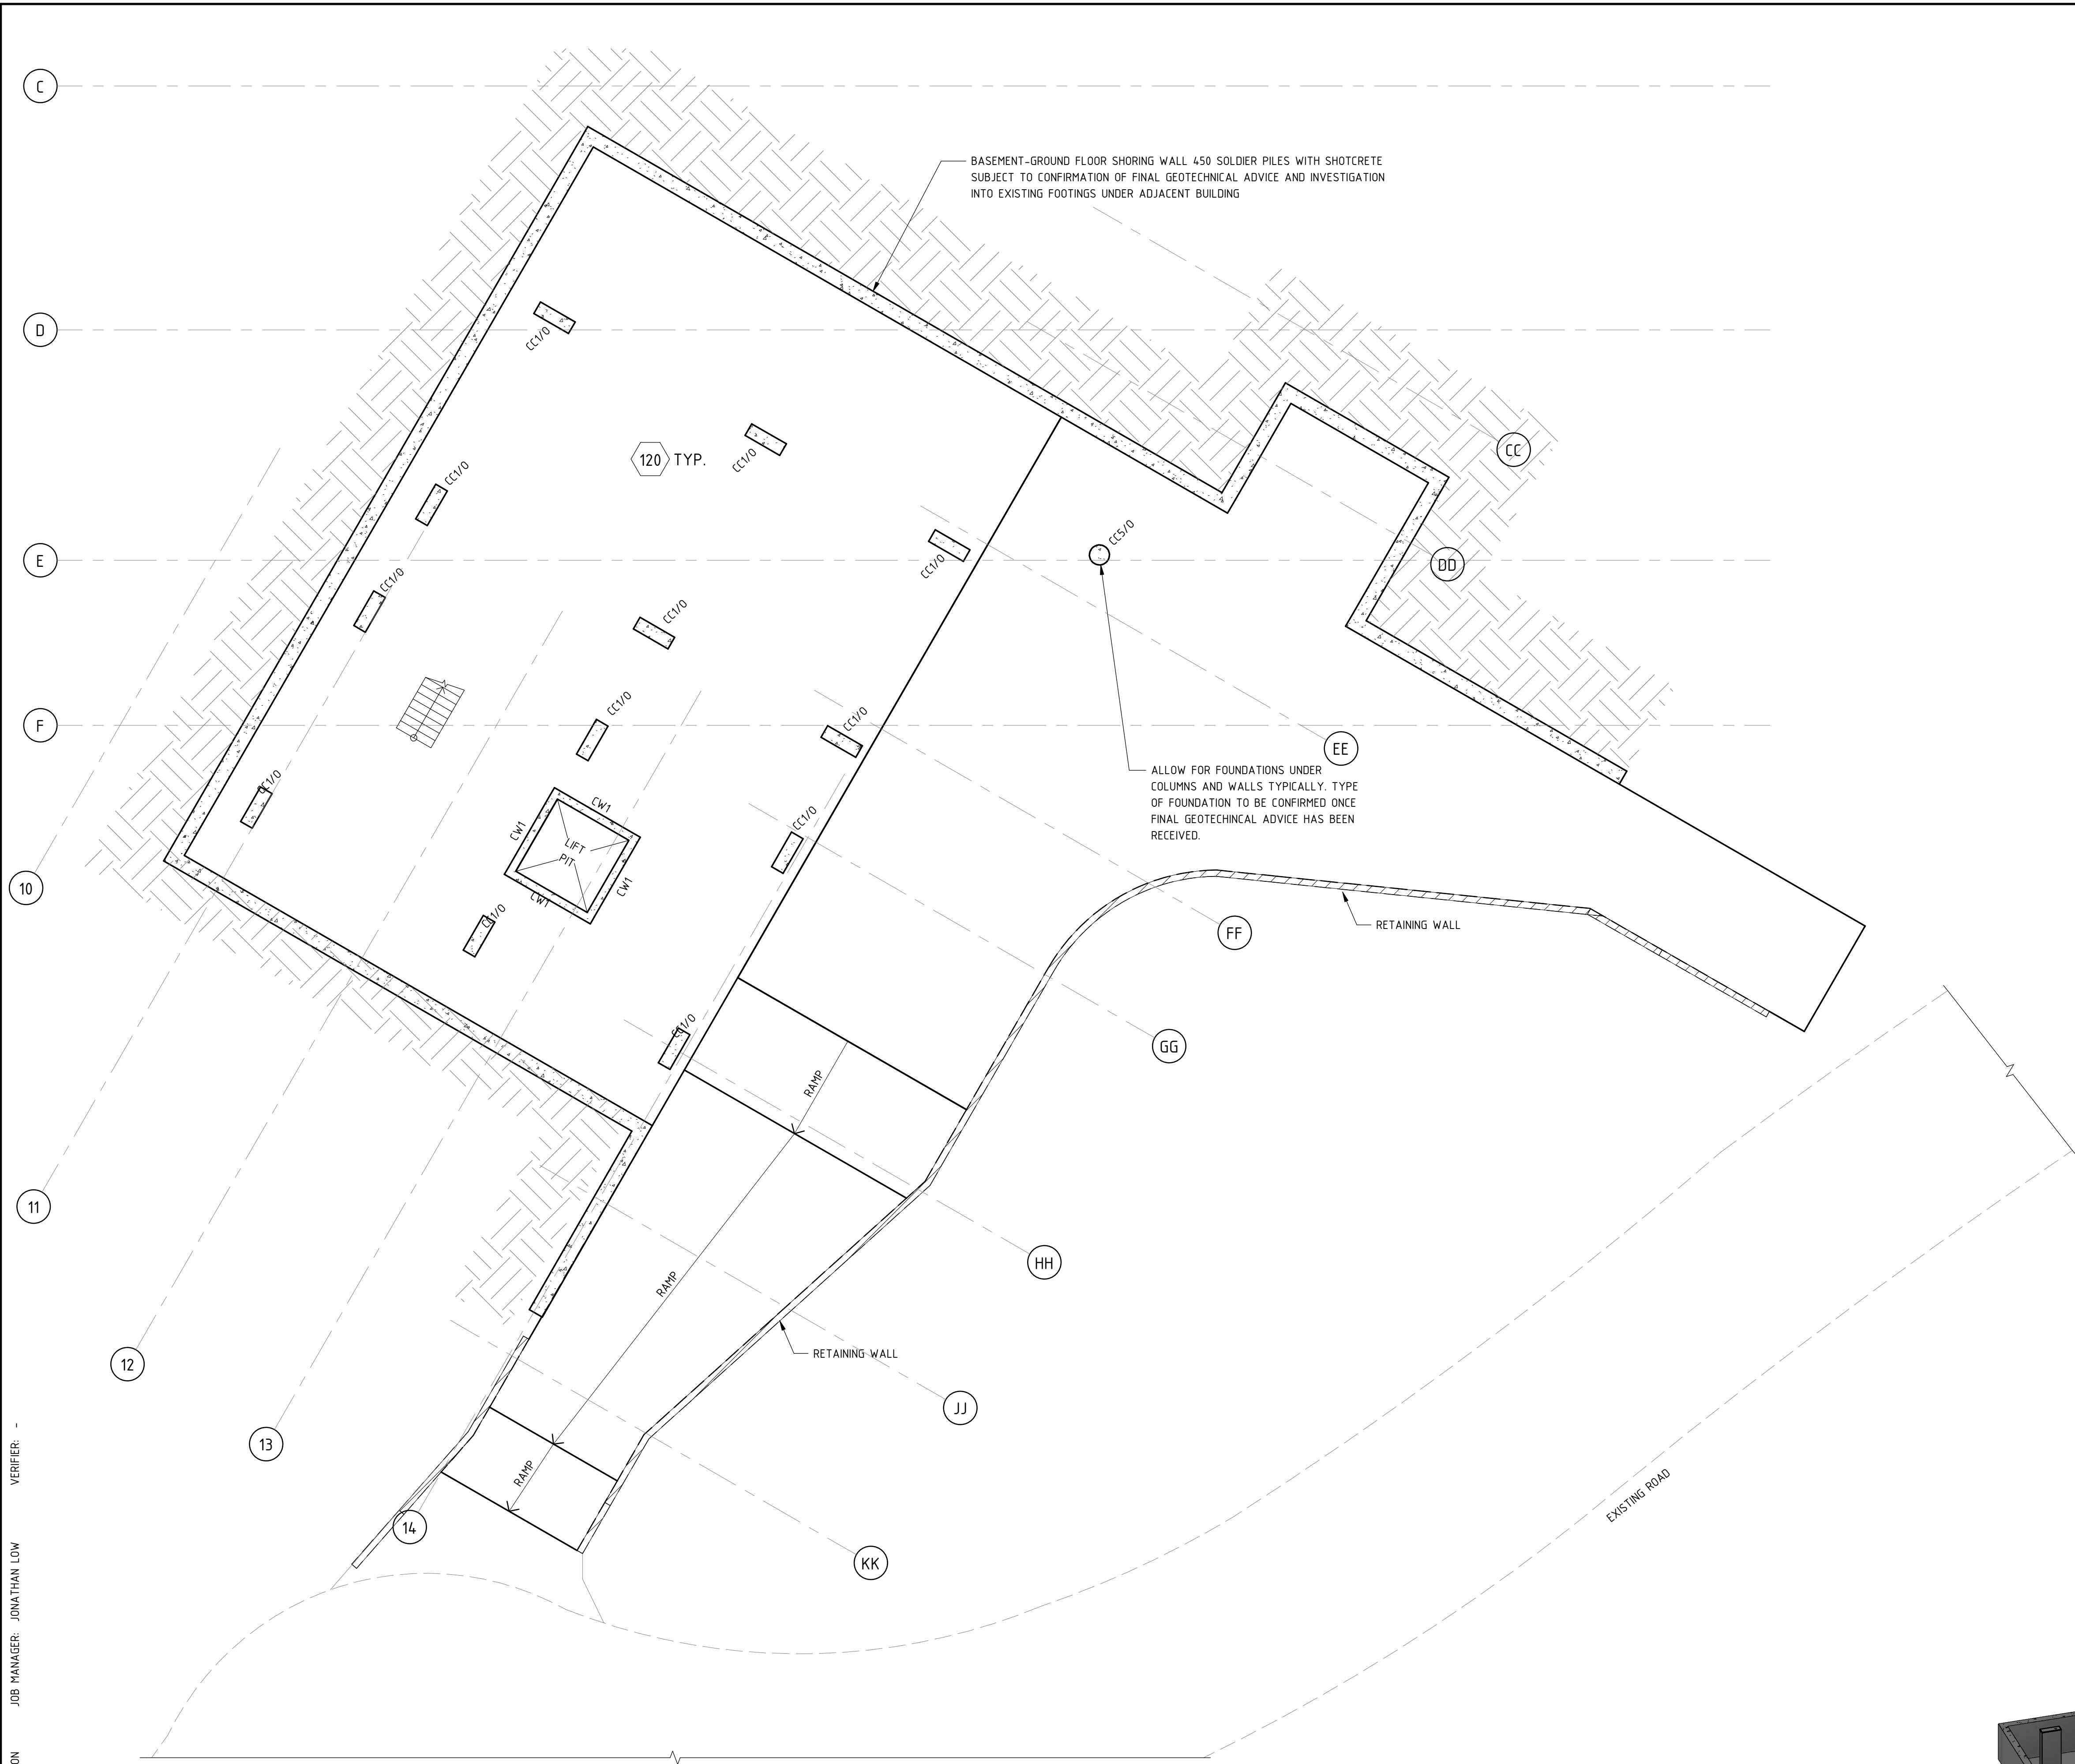 C
BASEMENT-GROUND FLOOR SHORING WALL 450 SOLDIER PILES WITH SHOTCRETE
SUBJECT TO CONFIRMATION OF FINAL GEOTECHNICAL ADVICE AND INVESTIGATION
INTO EXISTING FOOTINGS UNDER ADJACENT BUILDING
D
CC1/0
CC1/0
120 TYP.
CC
CC1/0
CC5/0
CC1/0
E
DD
CC1/0
CC1/0
CC1/0
F
CC1/0
EE
ALLOW FOR FOUNDATIONS UNDER
COLUMNS AND WALLS TYPICALLY. TYPE
OF FOUNDATION TO BE CONFIRMED ONCE
FINAL GEOTECHINCAL ADVICE HAS BEEN
RECEIVED.
CC1/0
CW1
CW1
CC1/0
LIFT
PIT
CW1
CW1
10
CC1/0
RETAINING WALL
FF
CC1/0
GG
RAMP
11
HH
RAMP
RETAINING WALL
12
JJ
13
RAMP
EXISTING ROAD
14
KK
VERIFIER: -
JOB MANAGER: JONATHAN LOW
ON